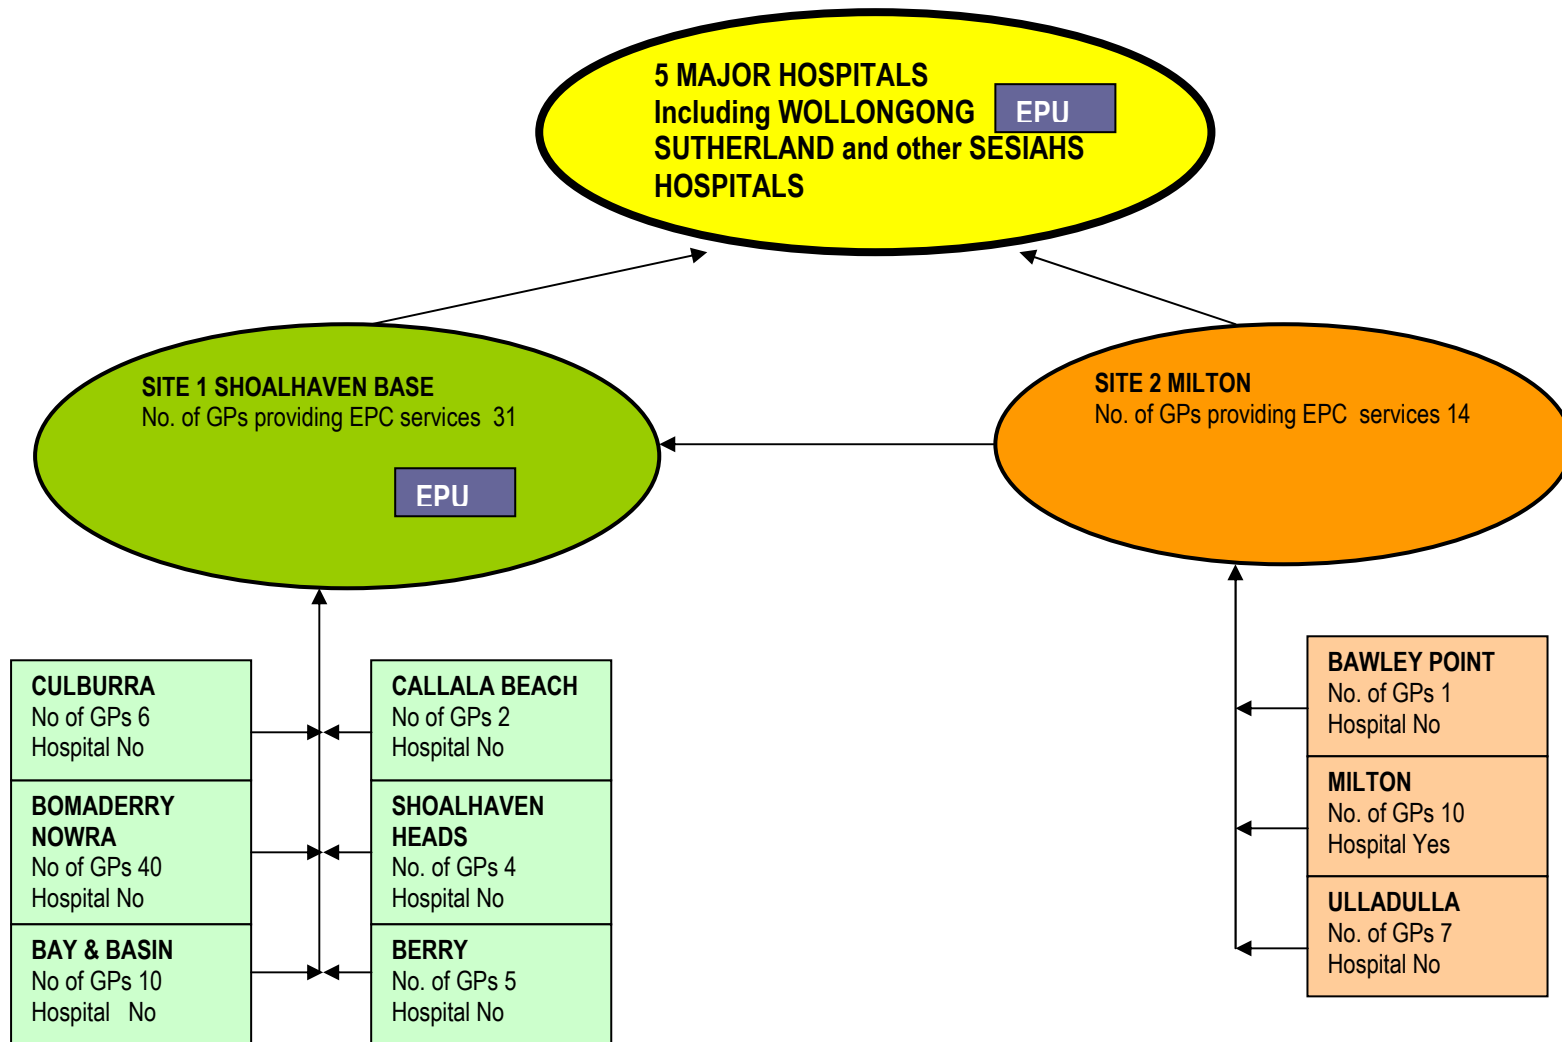 5 MAJOR HOSPITALS
Including WOLLONGONG
EPU
SUTHERLAND and other SESIAHS
HOSPITALS
SITE 1 SHOALHAVEN BASE
No. of GPs providing EPC services 31
EPU
SITE 2 MILTON
No. of GPs providing EPC services 14
CULBURRA
No of GPs 6
Hospital No
CALLALA BEACH
No of GPs 2
Hospital No
BOMADERRY
NOWRA
No of GPs 40
Hospital No
SHOALHAVEN
HEADS
No. of GPs 4
Hospital No
BAY & BASIN
No of GPs 10
Hospital No
BERRY
No. of GPs 5
Hospital No
BAWLEY POINT
No. of GPs 1
Hospital No
MILTON
No. of GPs 10
Hospital Yes
ULLADULLA
No. of GPs 7
Hospital No